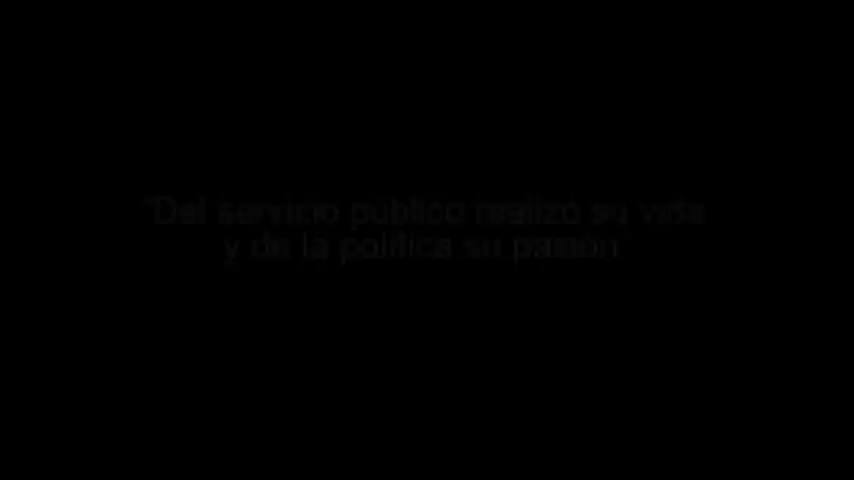 "Del servicio público realizó su vida
y de la política su pasión"